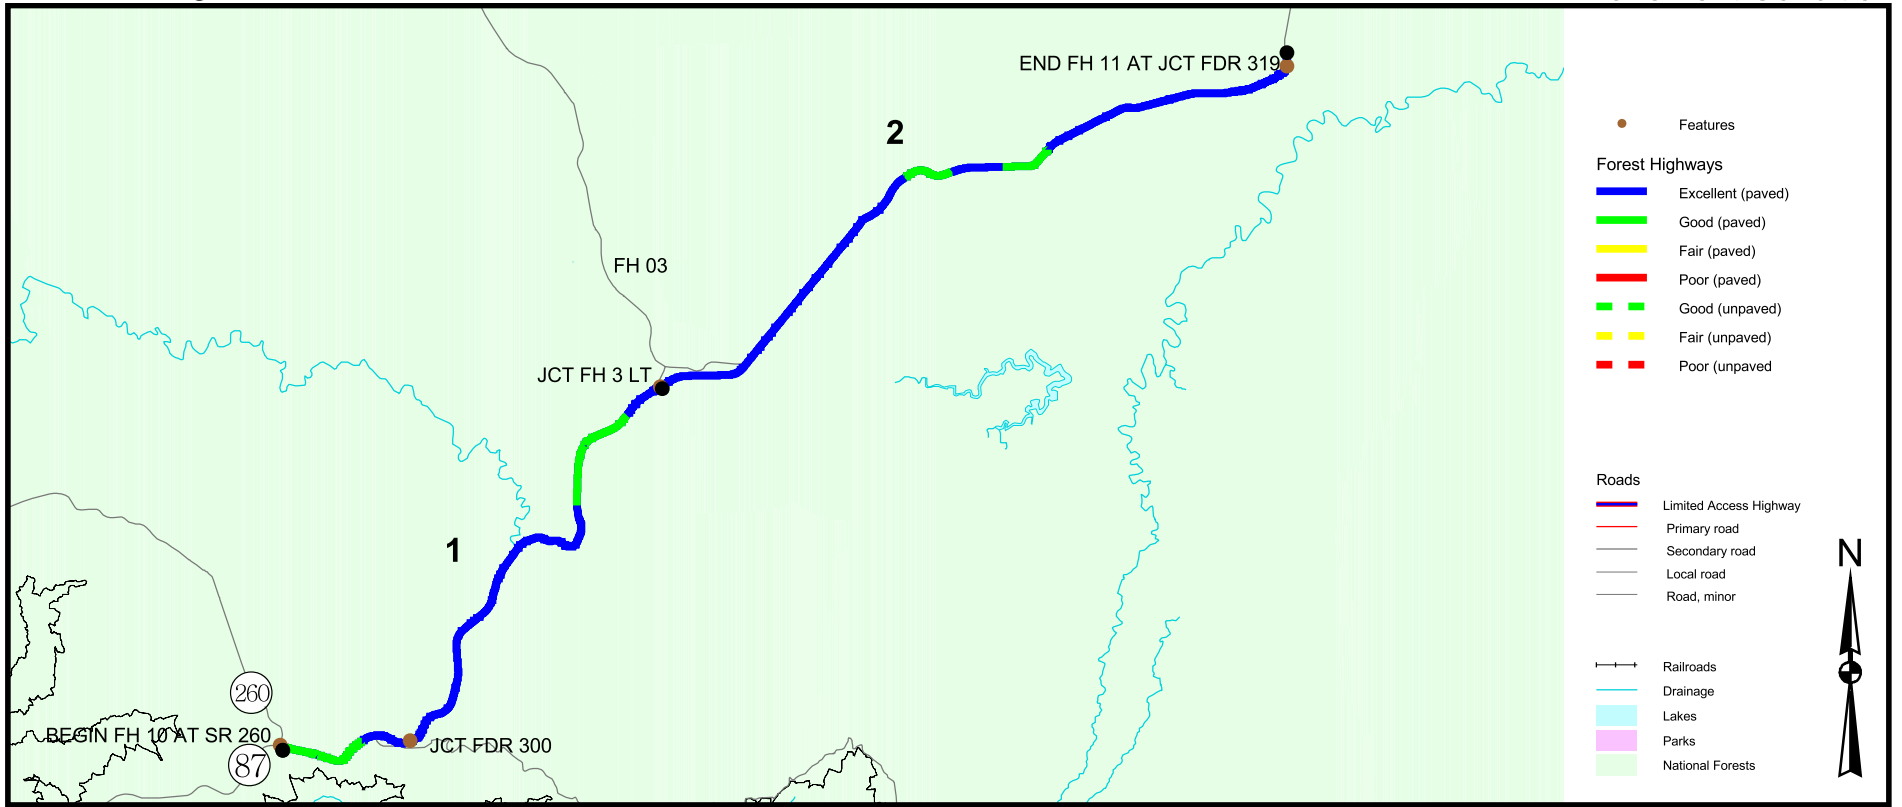 END FH 11 AT JCT FDR 319
2
FH 03
JCT FH 3 LT
1
260
BEGIN FH 10 AT SR 260
87
JCT FDR 300
Features
Forest Highways
Excellent (paved)
Good (paved)
Fair (paved)
Poor (paved)
Good (unpaved)
Fair (unpaved)
Poor (unpaved
Roads
Limited Access Highway
Primary road
Secondary road
Local road
Road, minor
N
Railroads
Drainage
Lakes
Parks
National Forests